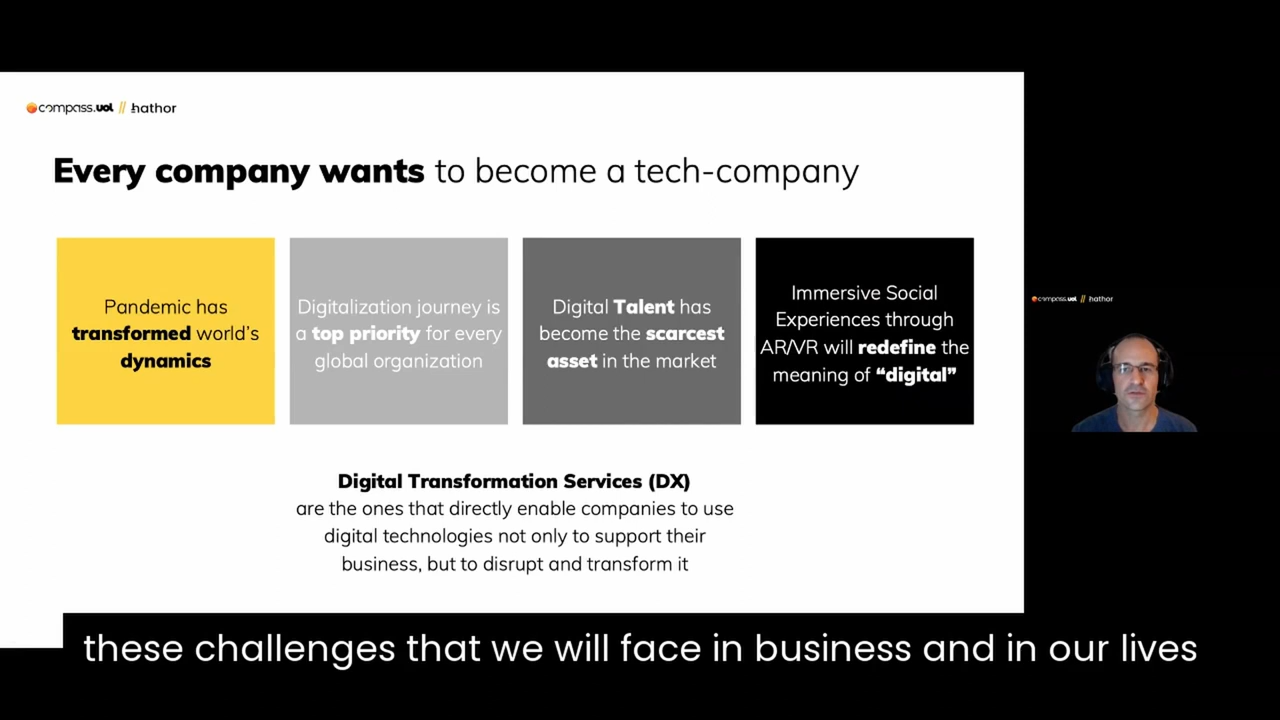 compass.uol // hathor
Every company wants to become a tech-company
Pandemic has
transformed world's
dynamics
Digitalization journey is
a top priority for every
global organization
Digital Talent has
become the scarcest
asset in the market
Immersive Social
Experiences through
AR/VR will redefine the
meaning of “digital”
compass.uol // hathor
Digital Transformation Services (DX)
are the ones that directly enable companies to use
digital technologies not only to support their
business, but to disrupt and transform it
these challenges that we will face in business and in our lives